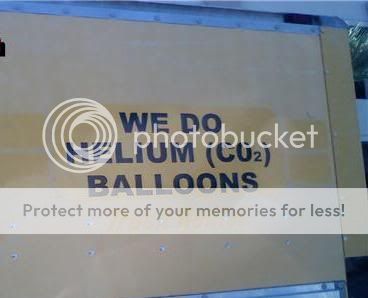 WE DO
HELIUM (CO₂)
BALLOONS
photobucket
Protect more of your memories for less!